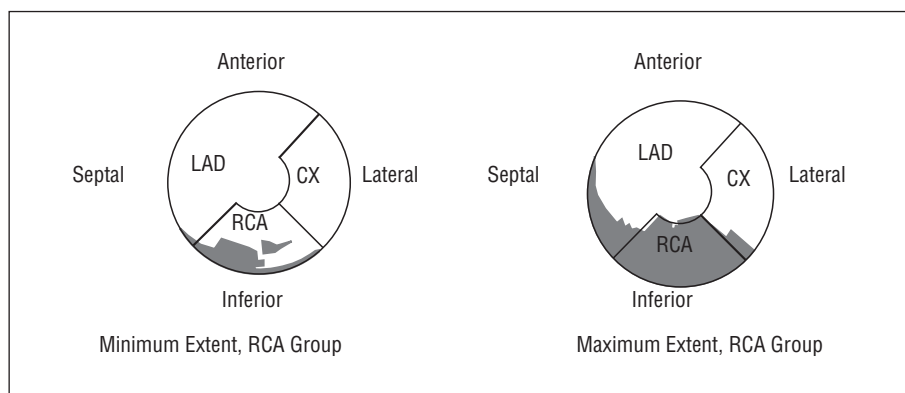 Anterior
Septal
LAD
CX
Lateral
RCA
Inferior
Minimum Extent, RCA Group
Anterior
Septal
LAD
CX
Lateral
RCA
Inferior
Maximum Extent, RCA Group